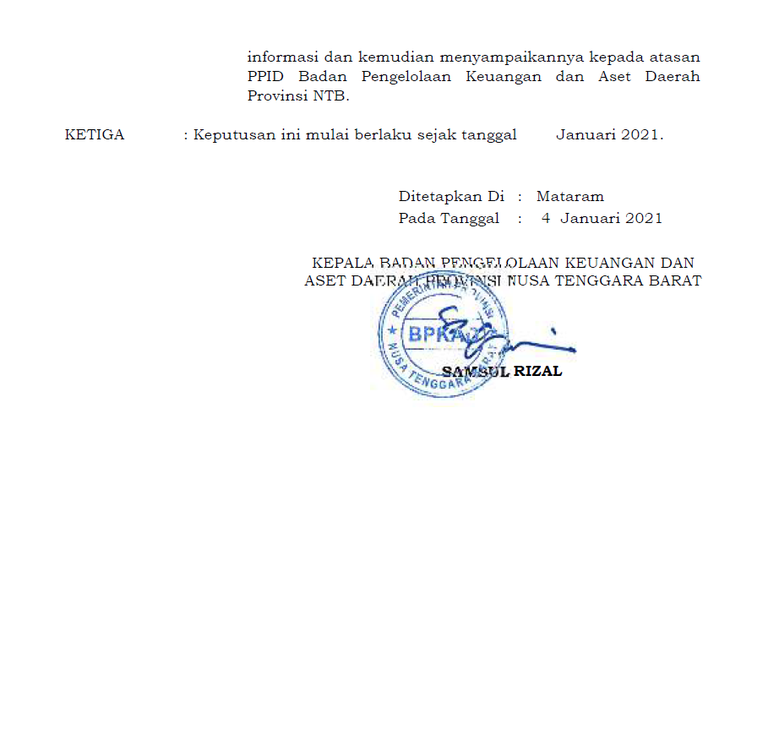 informasi dan kemudian menyampaikannya kepada atasan
PPID Badan Pengelolaan Keuangan dan Aset Daerah
Provinsi NTB.
KETIGA : Keputusan ini mulai berlaku sejak tanggal Januari 2021.
Ditetapkan Di : Mataram
Pada Tanggal : 4 Januari 2021
KEPALA BADAN PENGELOLAAN KEUANGAN DAN
ASET DAERAH PROVINSI NUSA TENGGARA BARAT
PEMERINTAH PROVINSI
BPKAD
NUSA TENGGARA BARAT
SAMSUL RIZAL